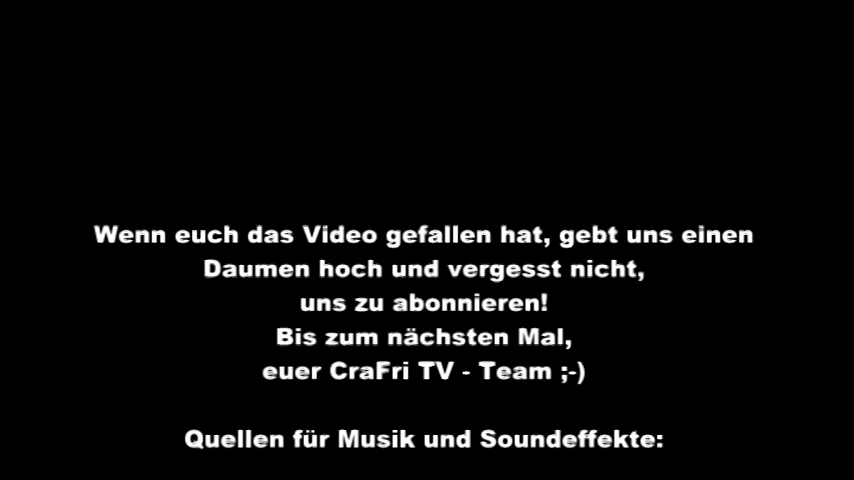 Wenn euch das Video gefallen hat, gebt uns einen
Daumen hoch und vergesst nicht,
uns zu abonnieren!
Bis zum nächsten Mal,
euer CraFri TV - Team ;-)
Quellen für Musik und Soundeffekte: